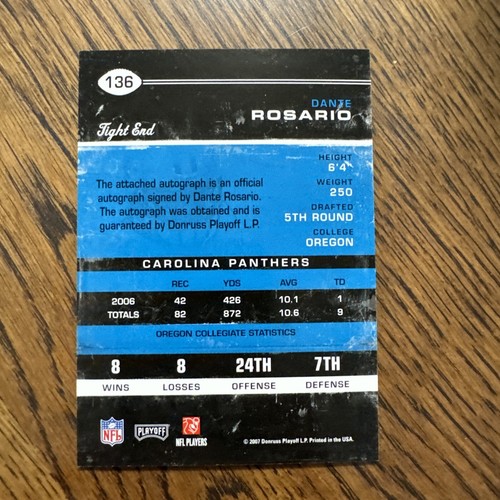 136
DANTE
ROSARIO
Tight End
HEIGHT
6'4"
WEIGHT
250
DRAFTED
5TH ROUND
COLLEGE
OREGON
The attached autograph is an official
autograph signed by Dante Rosario.
The autograph was obtained and is
guaranteed by Donruss Playoff L.P.
CAROLINA PANTHERS
REC YDS AVG TD
2006 42 426 10.1 1
TOTALS 82 872 10.6 9
OREGON COLLEGIATE STATISTICS
8 8 24TH 7TH
WINS LOSSES OFFENSE DEFENSE
NFL PLAYOFF NFL PLAYERS
© 2007 Donruss Playoff L.P. Printed in the USA.